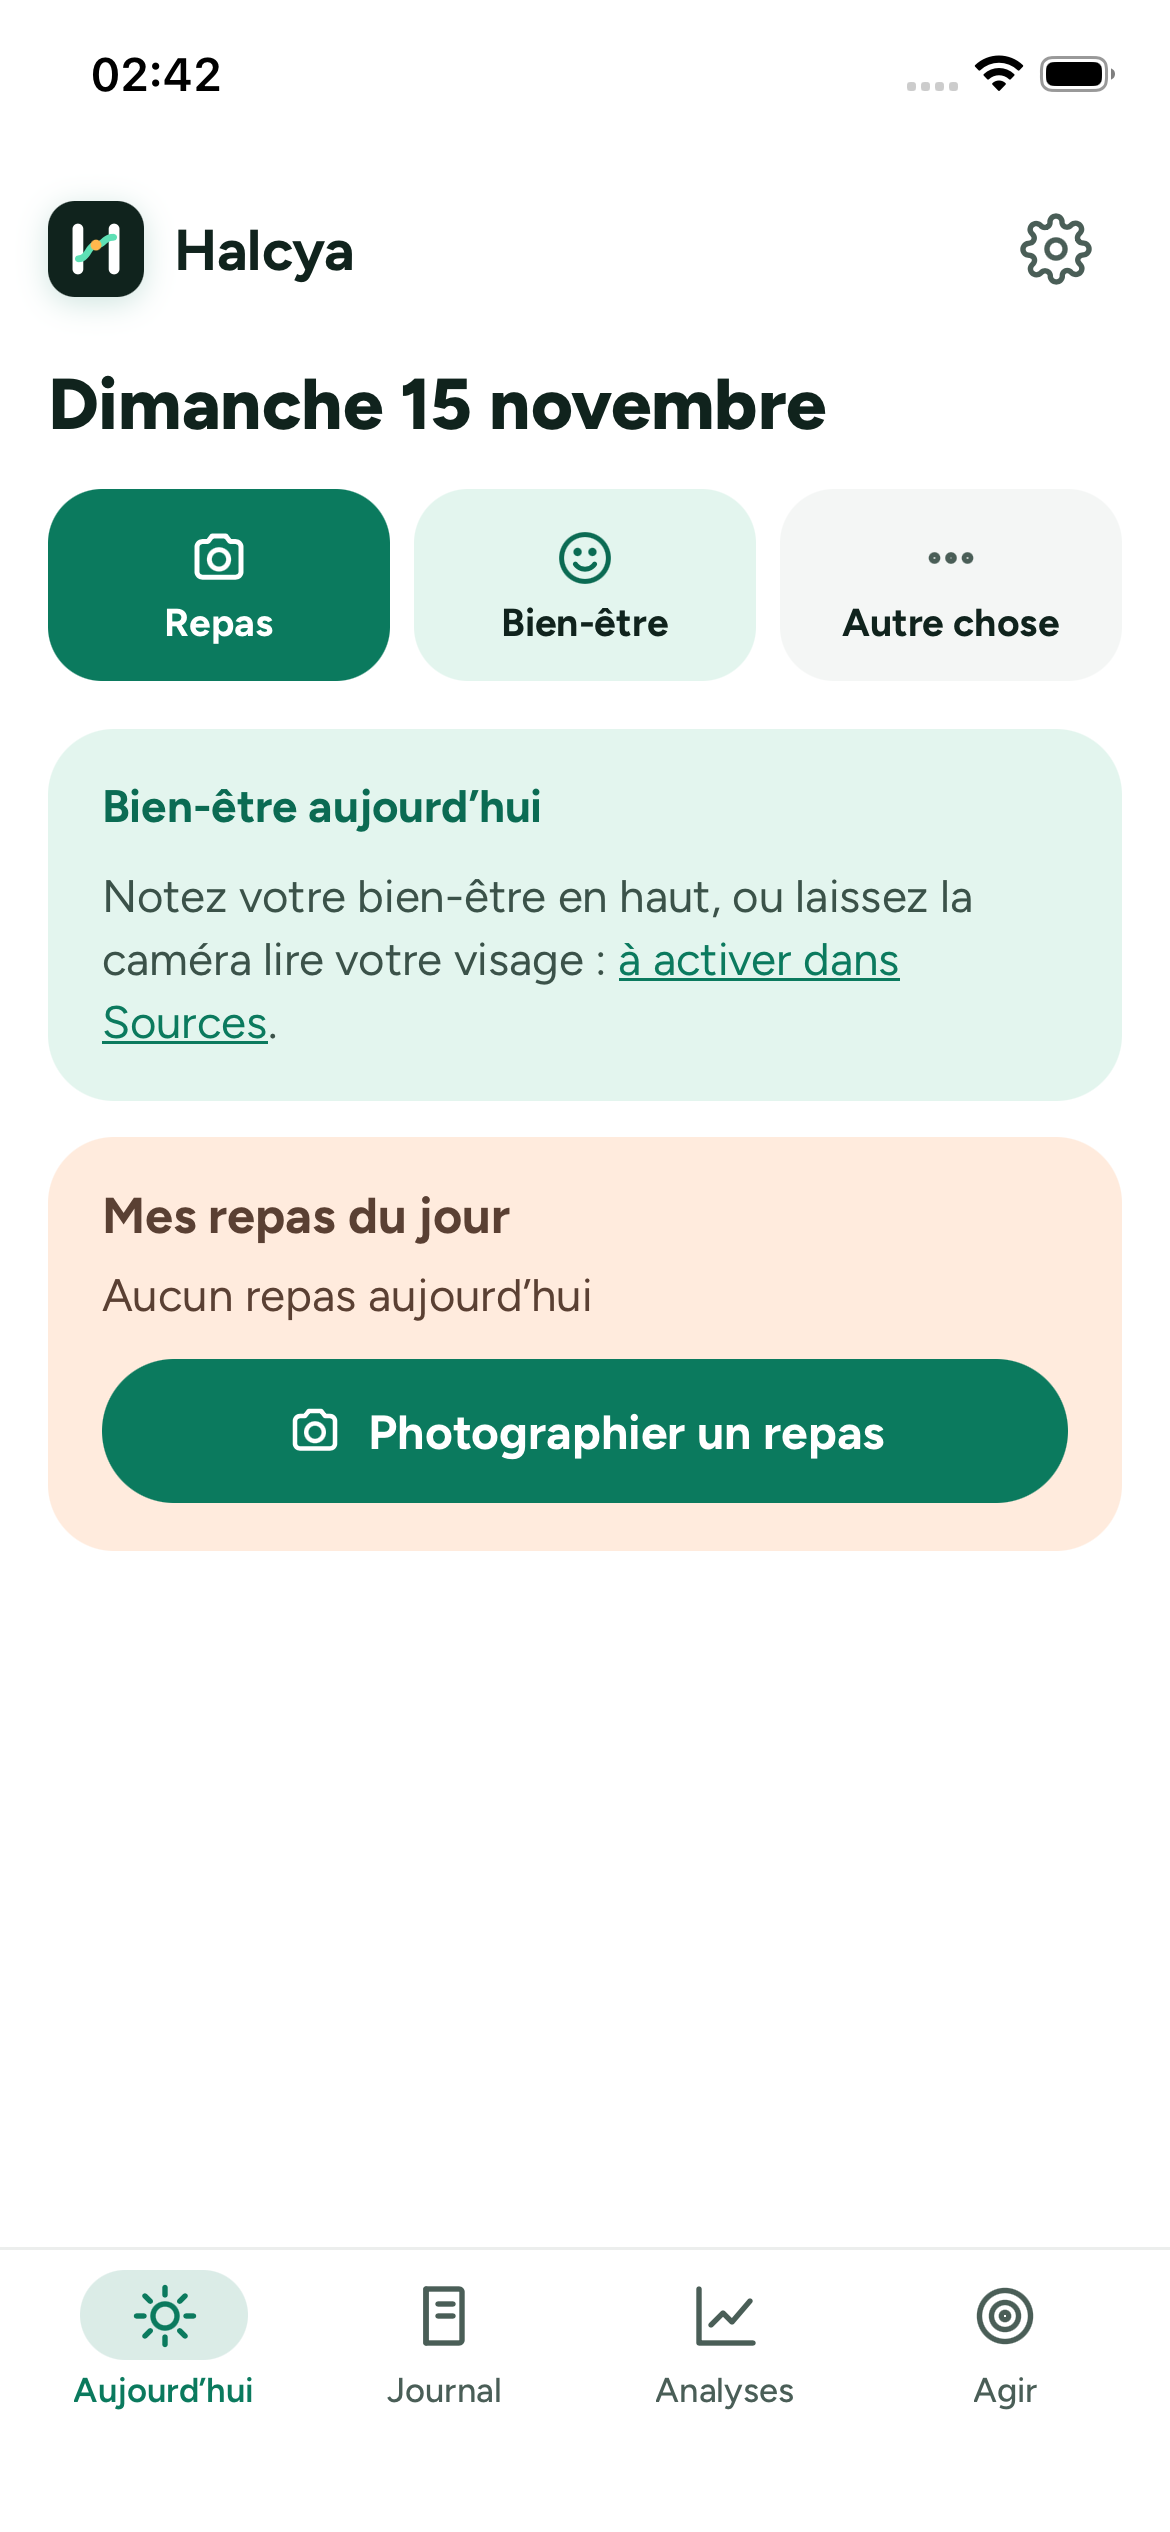 02:42
Halcya
Dimanche 15 novembre
Repas
Bien-être
Autre chose
Bien-être aujourd’hui
Notez votre bien-être en haut, ou laissez la
caméra lire votre visage : à activer dans
Sources.
Mes repas du jour
Aucun repas aujourd’hui
Photographier un repas
Aujourd’hui
Journal
Analyses
Agir